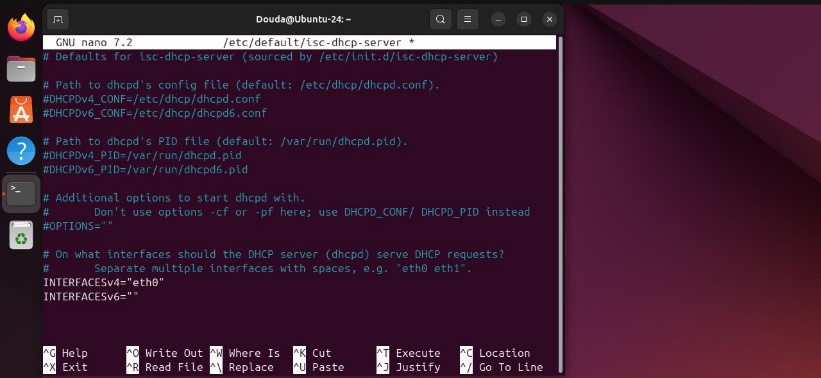 Douda@Ubuntu-24: ~
GNU nano 7.2 /etc/default/isc-dhcp-server *
# Defaults for isc-dhcp-server (sourced by /etc/init.d/isc-dhcp-server)
# Path to dhcpd's config file (default: /etc/dhcp/dhcpd.conf).
#DHCPDv4_CONF=/etc/dhcp/dhcpd.conf
#DHCPDv6_CONF=/etc/dhcp/dhcpd6.conf
# Path to dhcpd's PID file (default: /var/run/dhcpd.pid).
#DHCPDv4_PID=/var/run/dhcpd.pid
#DHCPDv6_PID=/var/run/dhcpd6.pid
# Additional options to start dhcpd with.
# Don't use options -cf or -pf here; use DHCPD_CONF/ DHCPD_PID instead
#OPTIONS=""
# On what interfaces should the DHCP server (dhcpd) serve DHCP requests?
# Separate multiple interfaces with spaces, e.g. "eth0 eth1".
INTERFACESv4="eth0"
INTERFACESv6=""
^G Help ^O Write Out ^W Where Is ^K Cut ^T Execute ^C Location
^X Exit ^R Read File ^\ Replace ^U Paste ^J Justify ^/ Go To Line